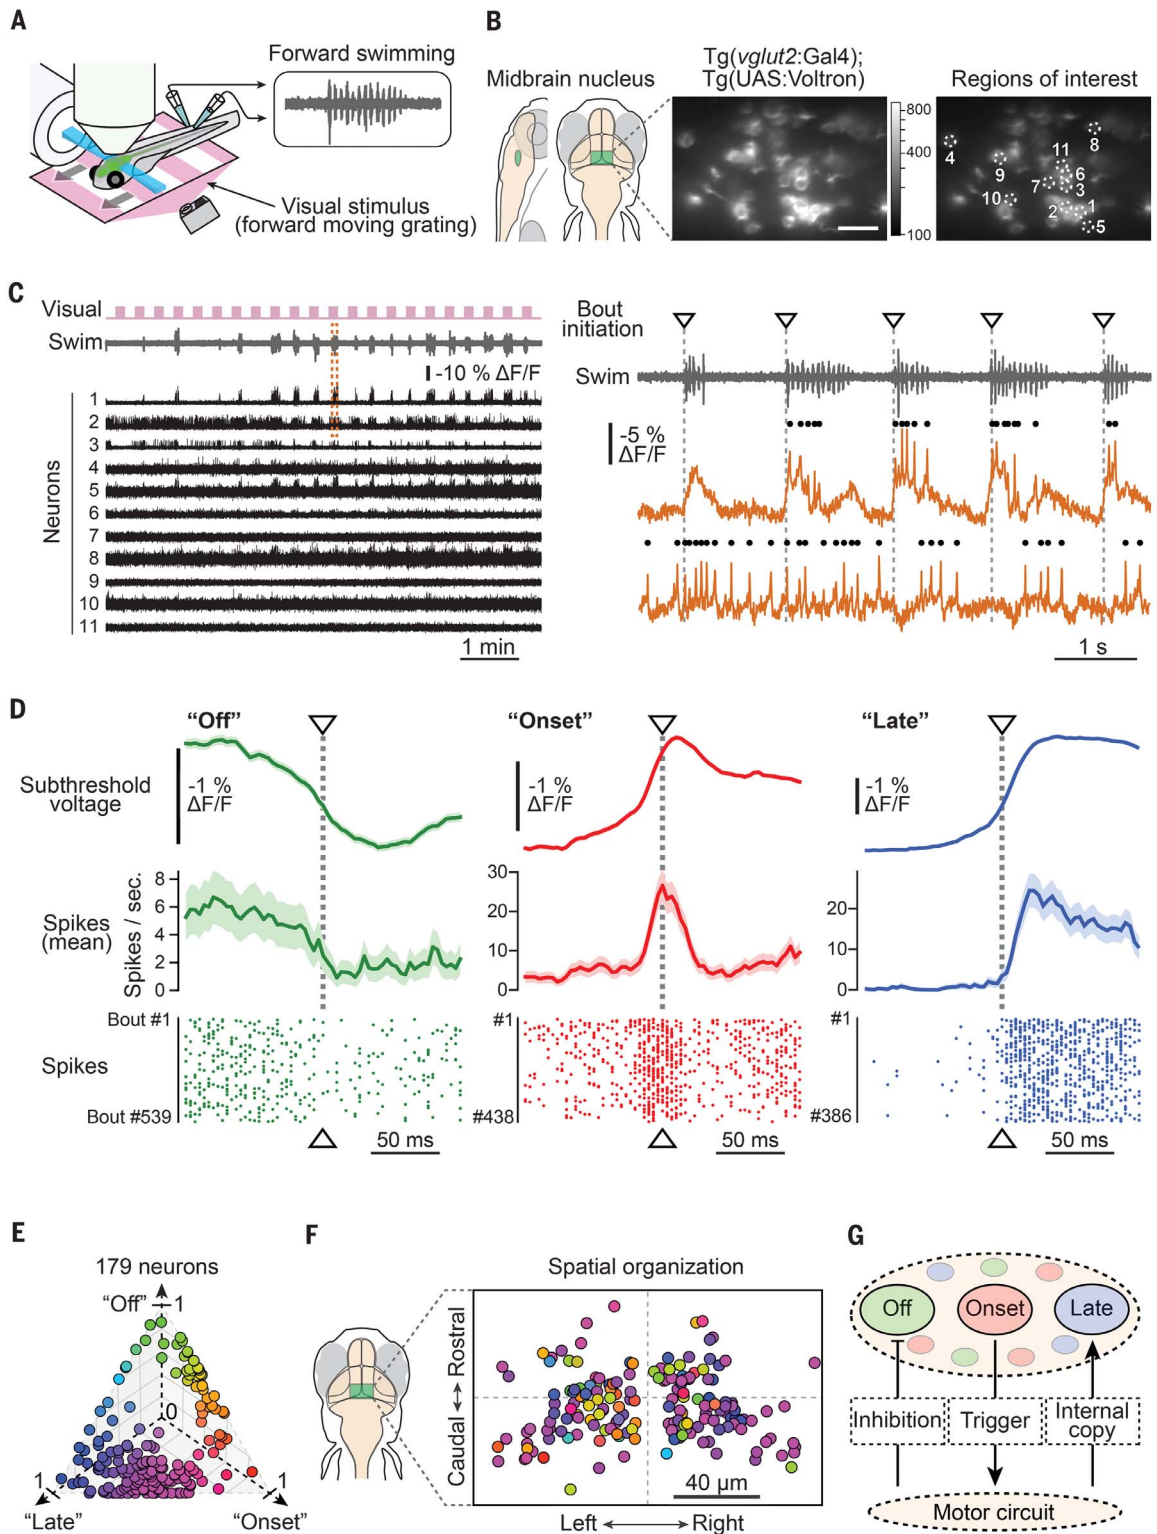 A
Forward swimming
Visual stimulus
(forward moving grating)
B
Midbrain nucleus
Tg(vglut2:Gal4);
Tg(UAS:Voltron)
Regions of interest
800
400
100
4
8
9
11
6
7
3
10
2
1
5
C
Visual
Swim
-10 % ΔF/F
Neurons
1
2
3
4
5
6
7
8
9
10
11
1 min
Bout
initiation
Swim
-5 %
ΔF/F
1 s
D
“Off”
“Onset”
“Late”
Subthreshold
voltage
-1 %
ΔF/F
-1 %
ΔF/F
-1 %
ΔF/F
Spikes
(mean)
Spikes / sec.
8
6
4
2
0
30
20
10
0
20
10
0
Spikes
Bout #1
Bout #539
#1
#438
#1
#386
50 ms
50 ms
50 ms
E
179 neurons
“Off”
1
0
1
1
“Late”
“Onset”
F
Spatial organization
Caudal
Rostral
40 µm
Left
Right
G
Off
Onset
Late
Inhibition
Trigger
Internal
copy
Motor circuit